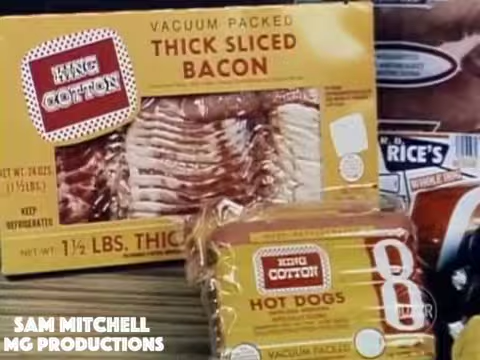 VACUUM-PACKED
THICK SLICED
BACON
KING
COTTON
NET WT. 24 OZS.
(1½ LBS.)
KEEP
REFRIGERATED
NET WT. 1½ LBS. THIC
R.D.
RICE'S
KING
COTTON
HOT DOGS
8
VACUUM PACKED
SAM MITCHELL
MG PRODUCTIONS